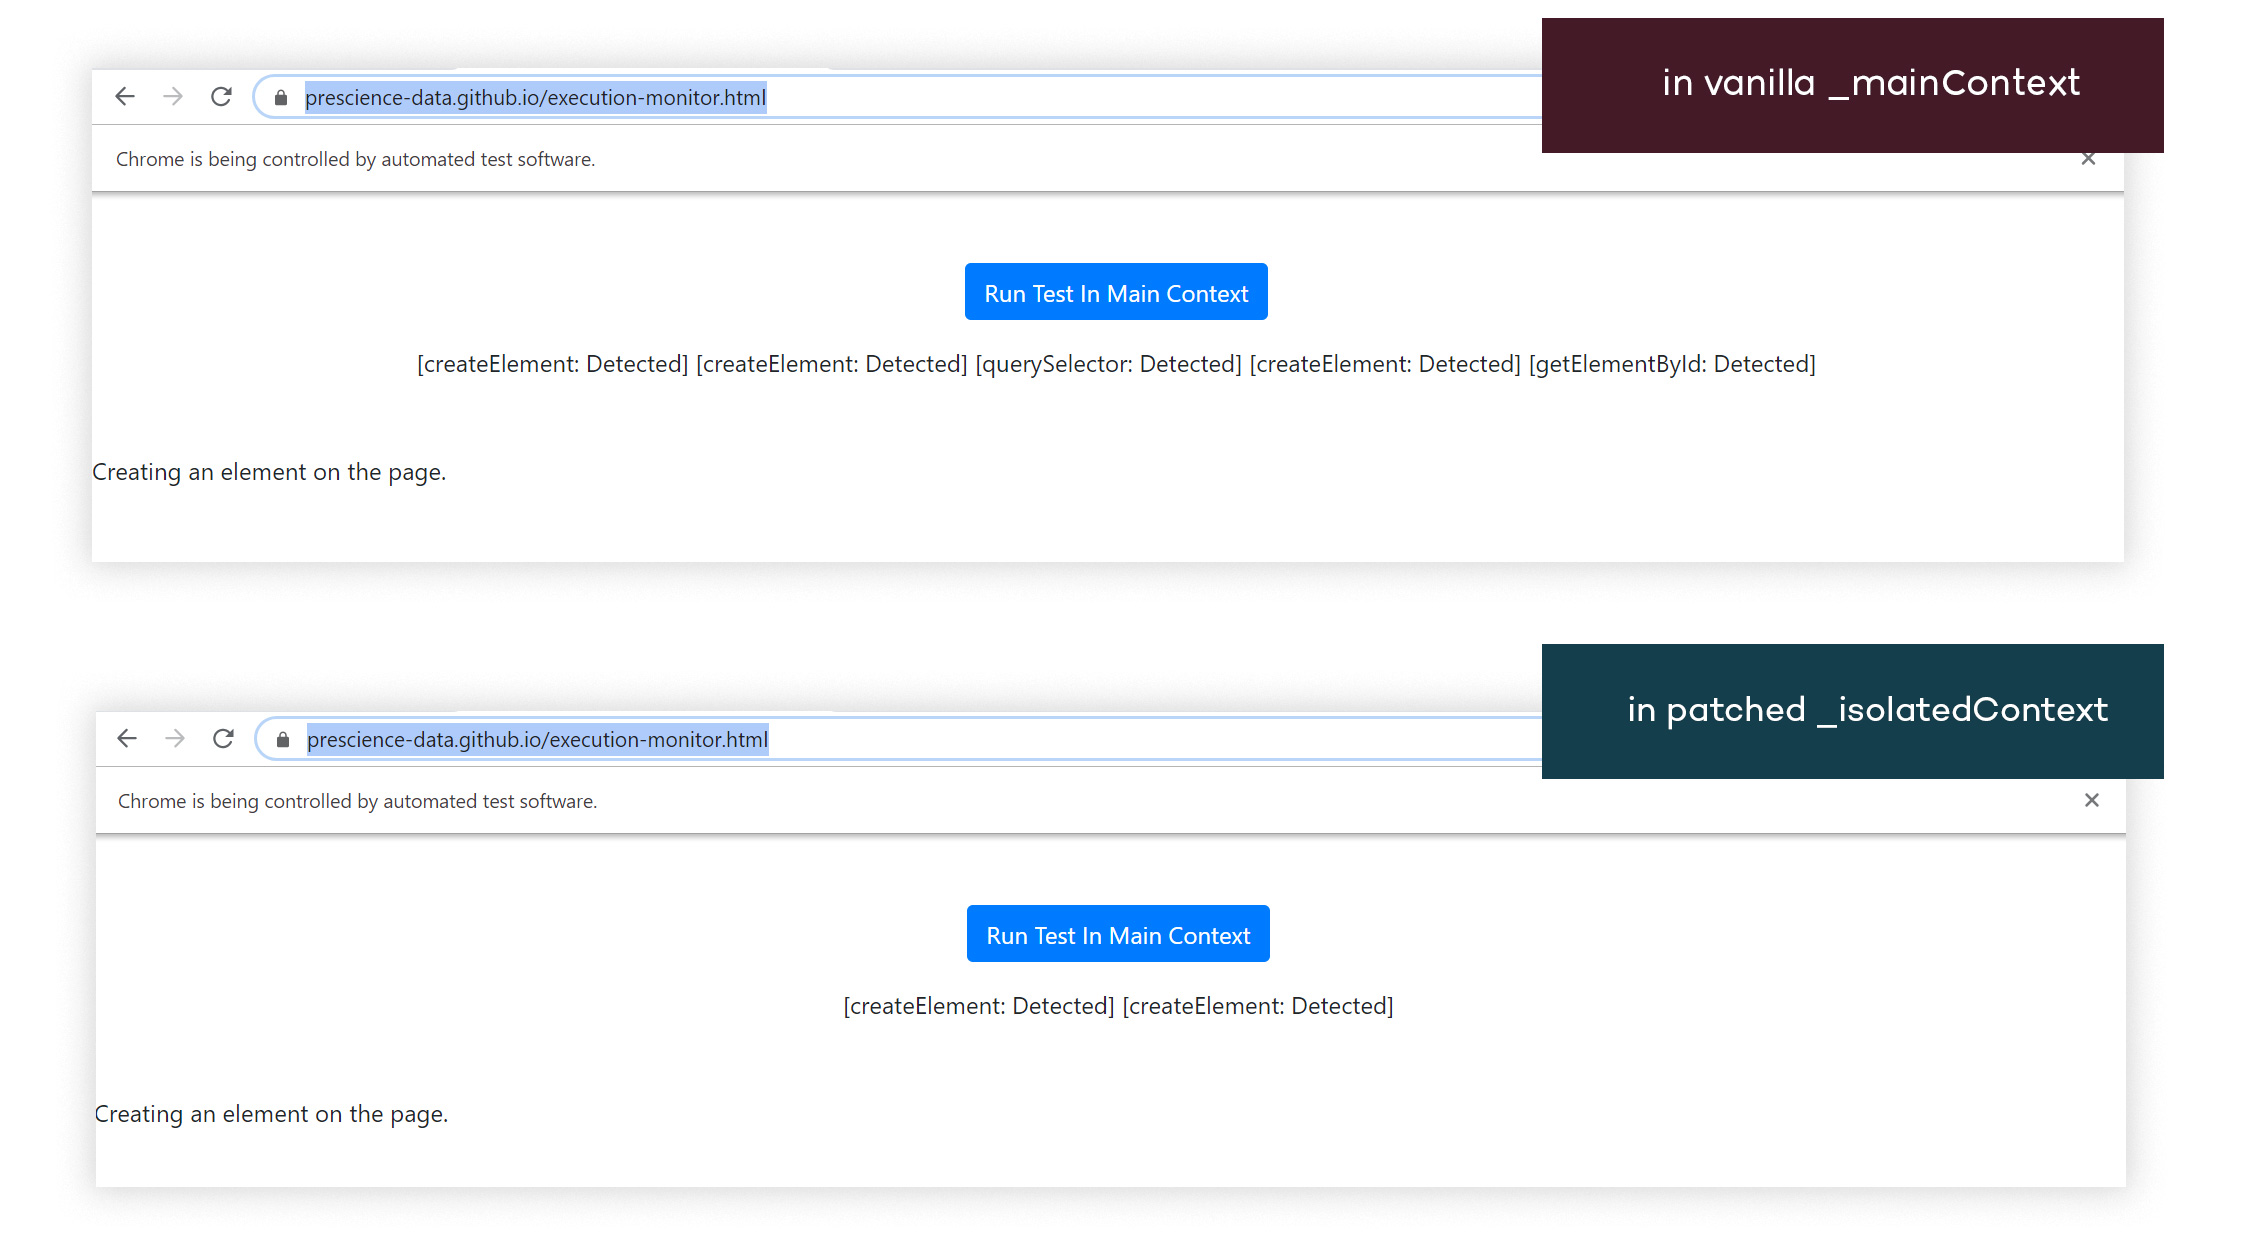 in vanilla _mainContext
prescience-data.github.io/execution-monitor.html
Chrome is being controlled by automated test software.
Run Test In Main Context
[createElement: Detected] [createElement: Detected] [querySelector: Detected] [createElement: Detected] [getElementById: Detected]
Creating an element on the page.
in patched _isolatedContext
prescience-data.github.io/execution-monitor.html
Chrome is being controlled by automated test software.
Run Test In Main Context
[createElement: Detected] [createElement: Detected]
Creating an element on the page.